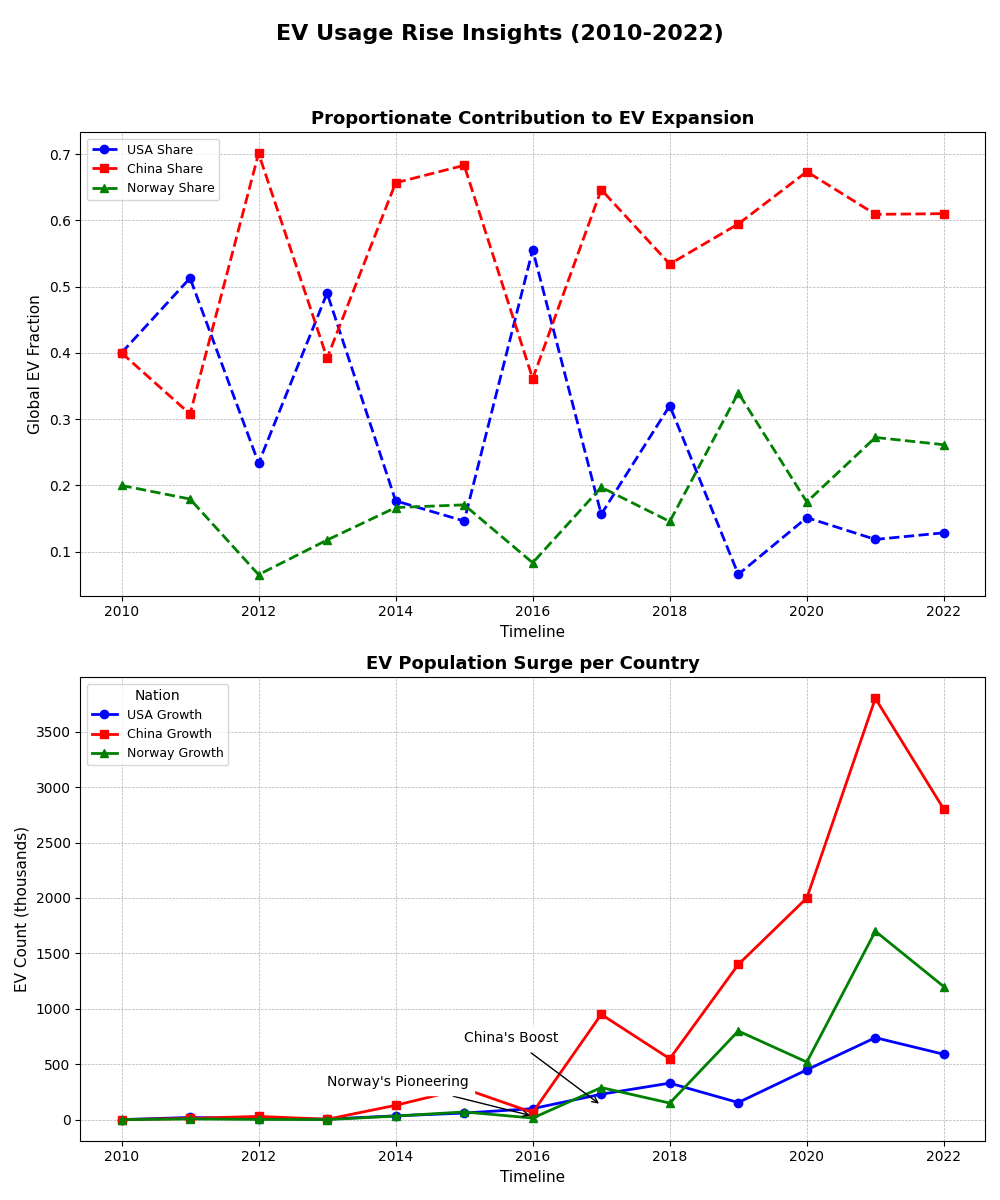 EV Usage Rise Insights (2010-2022)
Proportionate Contribution to EV Expansion
USA Share
China Share
Norway Share
Global EV Fraction
0.7
0.6
0.5
0.4
0.3
0.2
0.1
2010 2012 2014 2016 2018 2020 2022
Timeline
EV Population Surge per Country
Nation
USA Growth
China Growth
Norway Growth
EV Count (thousands)
3500
3000
2500
2000
1500
1000
500
0
China's Boost
Norway's Pioneering
2010 2012 2014 2016 2018 2020 2022
Timeline